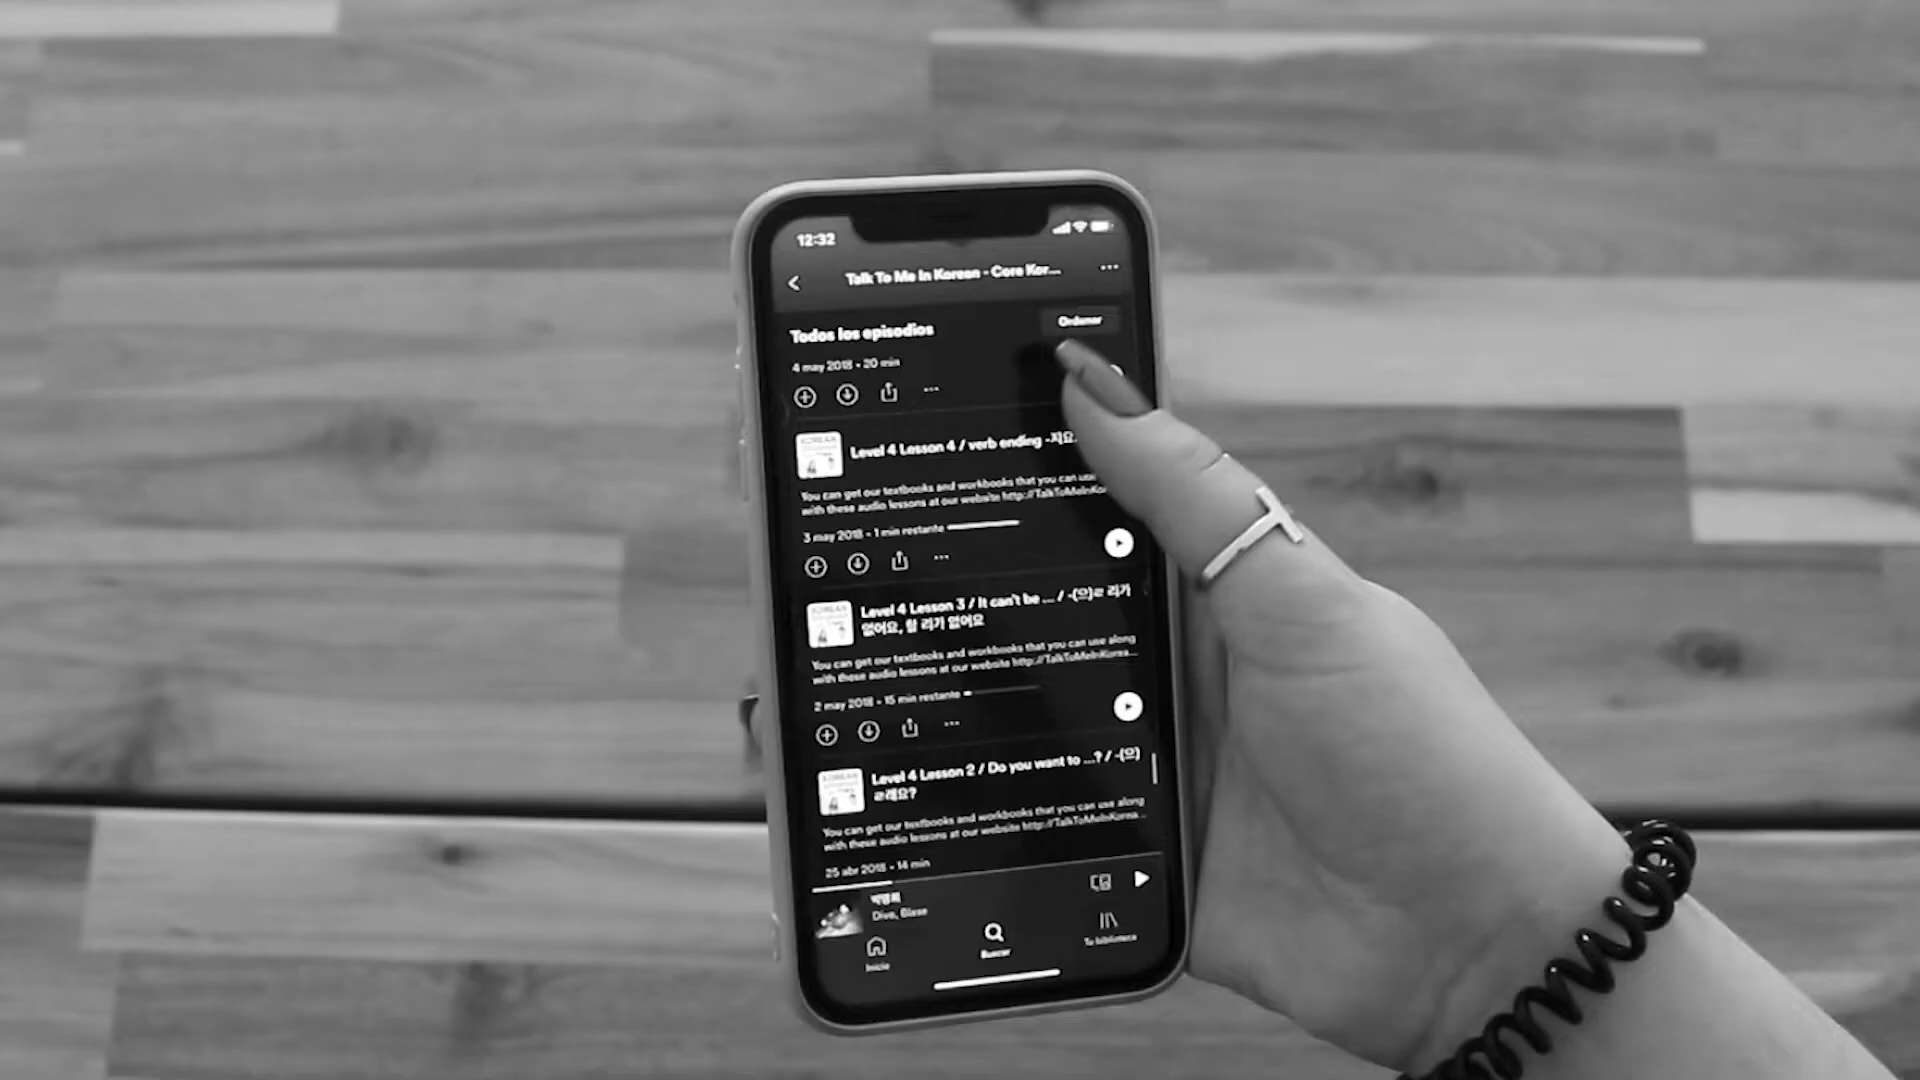 12:32
Talk To Me In Korean - Core Kor...
Todos los episodios
Ordenar
4 may 2018 • 20 min
KOREAN
Level 4 Lesson 4 / verb ending -지요.
You can get our textbooks and workbooks that you can use
with these audio lessons at our website http://TalkToMeInKo
3 may 2018 • 1 min restante
KOREAN
Level 4 Lesson 3 / It can't be ... / -(으)ㄹ 리가
없어요, 할 리가 없어요
You can get our textbooks and workbooks that you can use along
with these audio lessons at our website http://TalkToMeInKorea...
2 may 2018 • 15 min restante
KOREAN
Level 4 Lesson 2 / Do you want to ...? / -(으)
ㄹ래요?
You can get our textbooks and workbooks that you can use along
with these audio lessons at our website http://TalkToMeInKorea...
25 abr 2018 • 14 min
Dive, Blase
Inicio
Buscar
Tu biblioteca